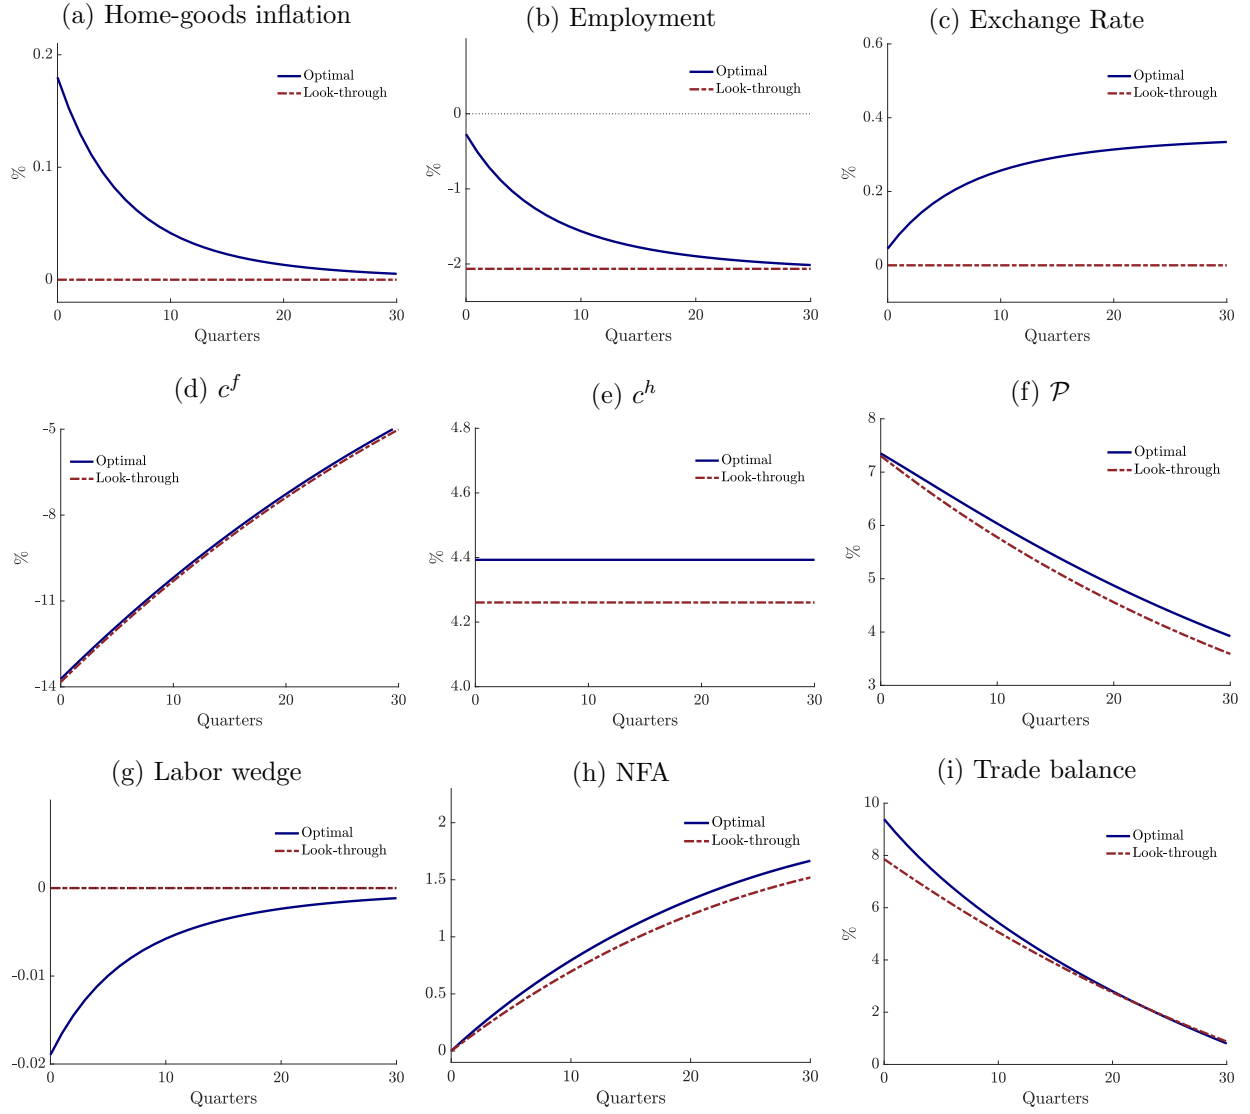 (a) Home-goods inflation
0.2
0.1
0
%
Optimal
Look-through
0
10
20
30
Quarters
(b) Employment
0
-1
-2
%
Optimal
Look-through
0
10
20
30
Quarters
(c) Exchange Rate
0.6
0.4
0.2
0
%
Optimal
Look-through
0
10
20
30
Quarters
(d) c^f
-5
-8
-11
-14
%
Optimal
Look-through
0
10
20
30
Quarters
(e) c^h
4.8
4.6
4.4
4.2
4.0
%
Optimal
Look-through
0
10
20
30
Quarters
(f) 𝒫
8
7
6
5
4
3
%
Optimal
Look-through
0
10
20
30
Quarters
(g) Labor wedge
0
-0.01
-0.02
Optimal
Look-through
0
10
20
30
Quarters
(h) NFA
2
1.5
1
0.5
0
Optimal
Look-through
0
10
20
30
Quarters
(i) Trade balance
10
8
6
4
2
0
%
Optimal
Look-through
0
10
20
30
Quarters